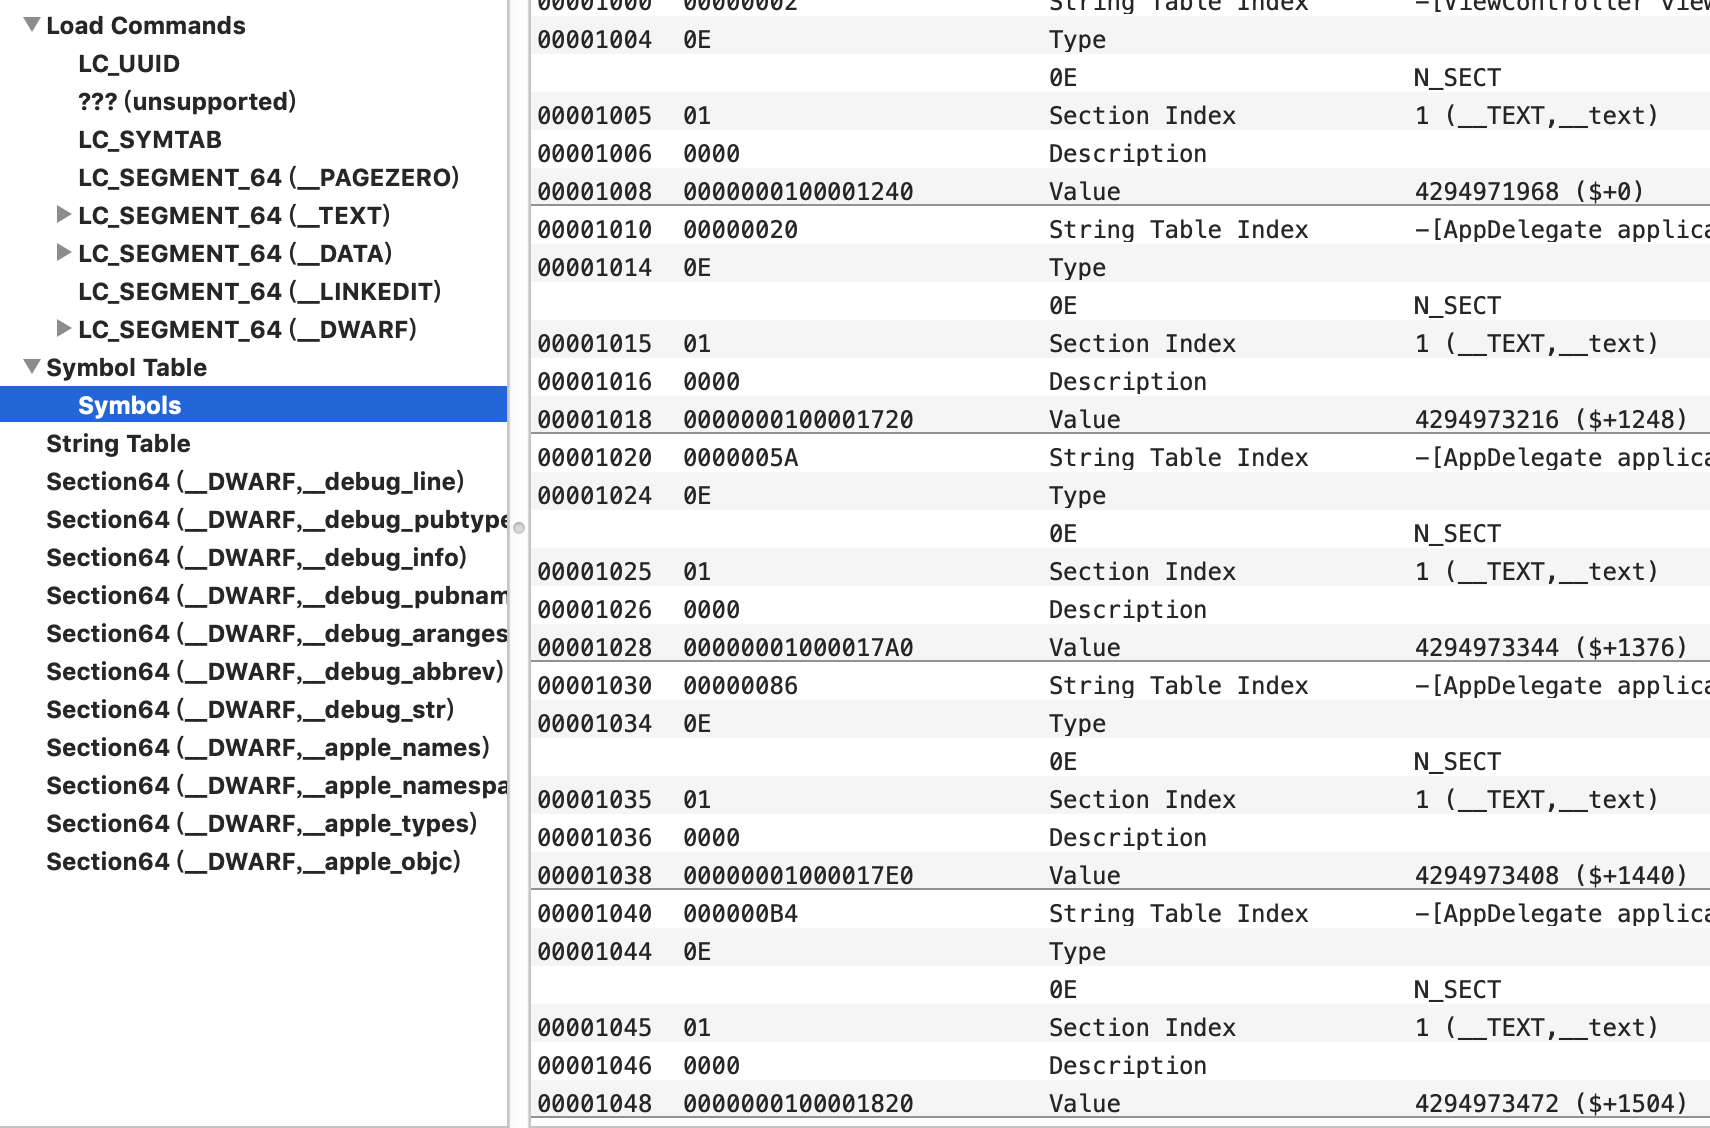 Load Commands
LC_UUID
??? (unsupported)
LC_SYMTAB
LC_SEGMENT_64 (__PAGEZERO)
LC_SEGMENT_64 (__TEXT)
LC_SEGMENT_64 (__DATA)
LC_SEGMENT_64 (__LINKEDIT)
LC_SEGMENT_64 (__DWARF)
Symbol Table
Symbols
String Table
Section64 (__DWARF,__debug_line)
Section64 (__DWARF,__debug_pubtype
Section64 (__DWARF,__debug_info)
Section64 (__DWARF,__debug_pubnam
Section64 (__DWARF,__debug_aranges
Section64 (__DWARF,__debug_abbrev)
Section64 (__DWARF,__debug_str)
Section64 (__DWARF,__apple_names)
Section64 (__DWARF,__apple_namespa
Section64 (__DWARF,__apple_types)
Section64 (__DWARF,__apple_objc)
00001000 00000002 String Table Index -[ViewController view
00001004 0E Type
0E N_SECT
00001005 01 Section Index 1 (__TEXT,__text)
00001006 0000 Description
00001008 0000000100001240 Value 4294971968 ($+0)
00001010 00000020 String Table Index -[AppDelegate applica
00001014 0E Type
0E N_SECT
00001015 01 Section Index 1 (__TEXT,__text)
00001016 0000 Description
00001018 0000000100001720 Value 4294973216 ($+1248)
00001020 0000005A String Table Index -[AppDelegate applica
00001024 0E Type
0E N_SECT
00001025 01 Section Index 1 (__TEXT,__text)
00001026 0000 Description
00001028 00000001000017A0 Value 4294973344 ($+1376)
00001030 00000086 String Table Index -[AppDelegate applica
00001034 0E Type
0E N_SECT
00001035 01 Section Index 1 (__TEXT,__text)
00001036 0000 Description
00001038 00000001000017E0 Value 4294973408 ($+1440)
00001040 000000B4 String Table Index -[AppDelegate applica
00001044 0E Type
0E N_SECT
00001045 01 Section Index 1 (__TEXT,__text)
00001046 0000 Description
00001048 0000000100001820 Value 4294973472 ($+1504)